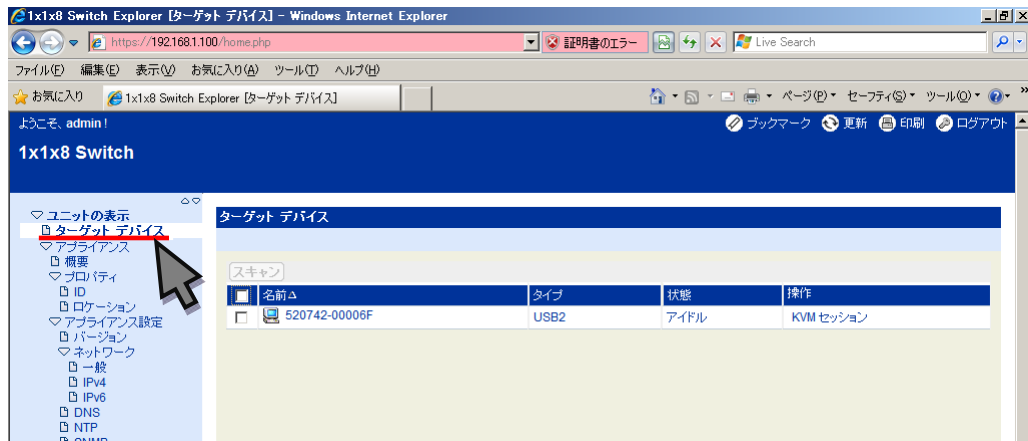 1x1x8 Switch Explorer [ターゲット デバイス] - Windows Internet Explorer
https://192.168.1.100/home.php 証明書のエラー Live Search
ファイル(F) 編集(E) 表示(V) お気に入り(A) ツール(T) ヘルプ(H)
お気に入り 1x1x8 Switch Explorer [ターゲット デバイス] ページ(P) セーフティ(S) ツール(O)
ようこそ、admin! ブックマーク 更新 印刷 ログアウト
1x1x8 Switch
ユニットの表示
ターゲット デバイス
アプライアンス
概要
プロパティ
ID
ロケーション
アプライアンス設定
バージョン
ネットワーク
一般
IPv4
IPv6
DNS
NTP
SNMP
ターゲット デバイス
スキャン
名前 タイプ 状態 操作
520742-00006F USB2 アイドル KVM セッション